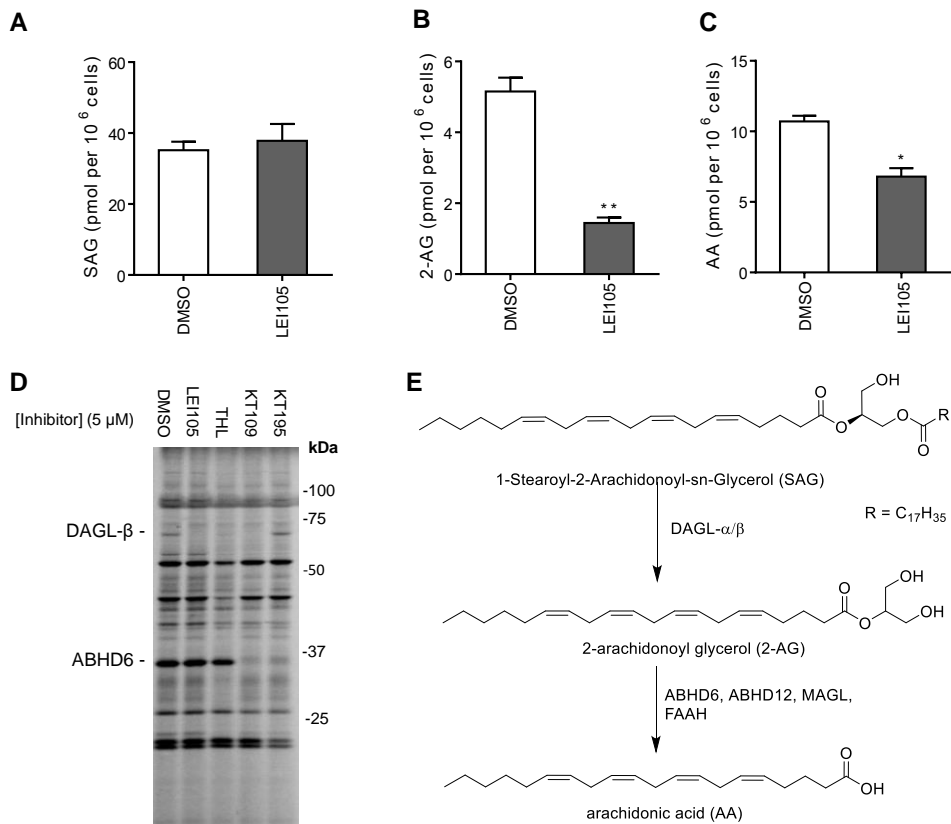 A
SAG (pmol per 10^6 cells)
60
40
20
0
DMSO
LEI105
B
2-AG (pmol per 10^6 cells)
6
4
2
0
**
DMSO
LEI105
C
AA (pmol per 10^6 cells)
15
10
5
0
*
DMSO
LEI105
D
[Inhibitor] (5 µM)
DMSO
LEI105
THL
KT109
KT195
kDa
-100
-75
DAGL-β -
-50
ABHD6 -
-37
-25
E
OH
O
O
O
R
O
1-Stearoyl-2-Arachidonoyl-sn-Glycerol (SAG)
R = C₁₇H₃₅
DAGL-α/β
O
OH
O
OH
2-arachidonoyl glycerol (2-AG)
ABHD6, ABHD12, MAGL,
FAAH
O
OH
arachidonic acid (AA)